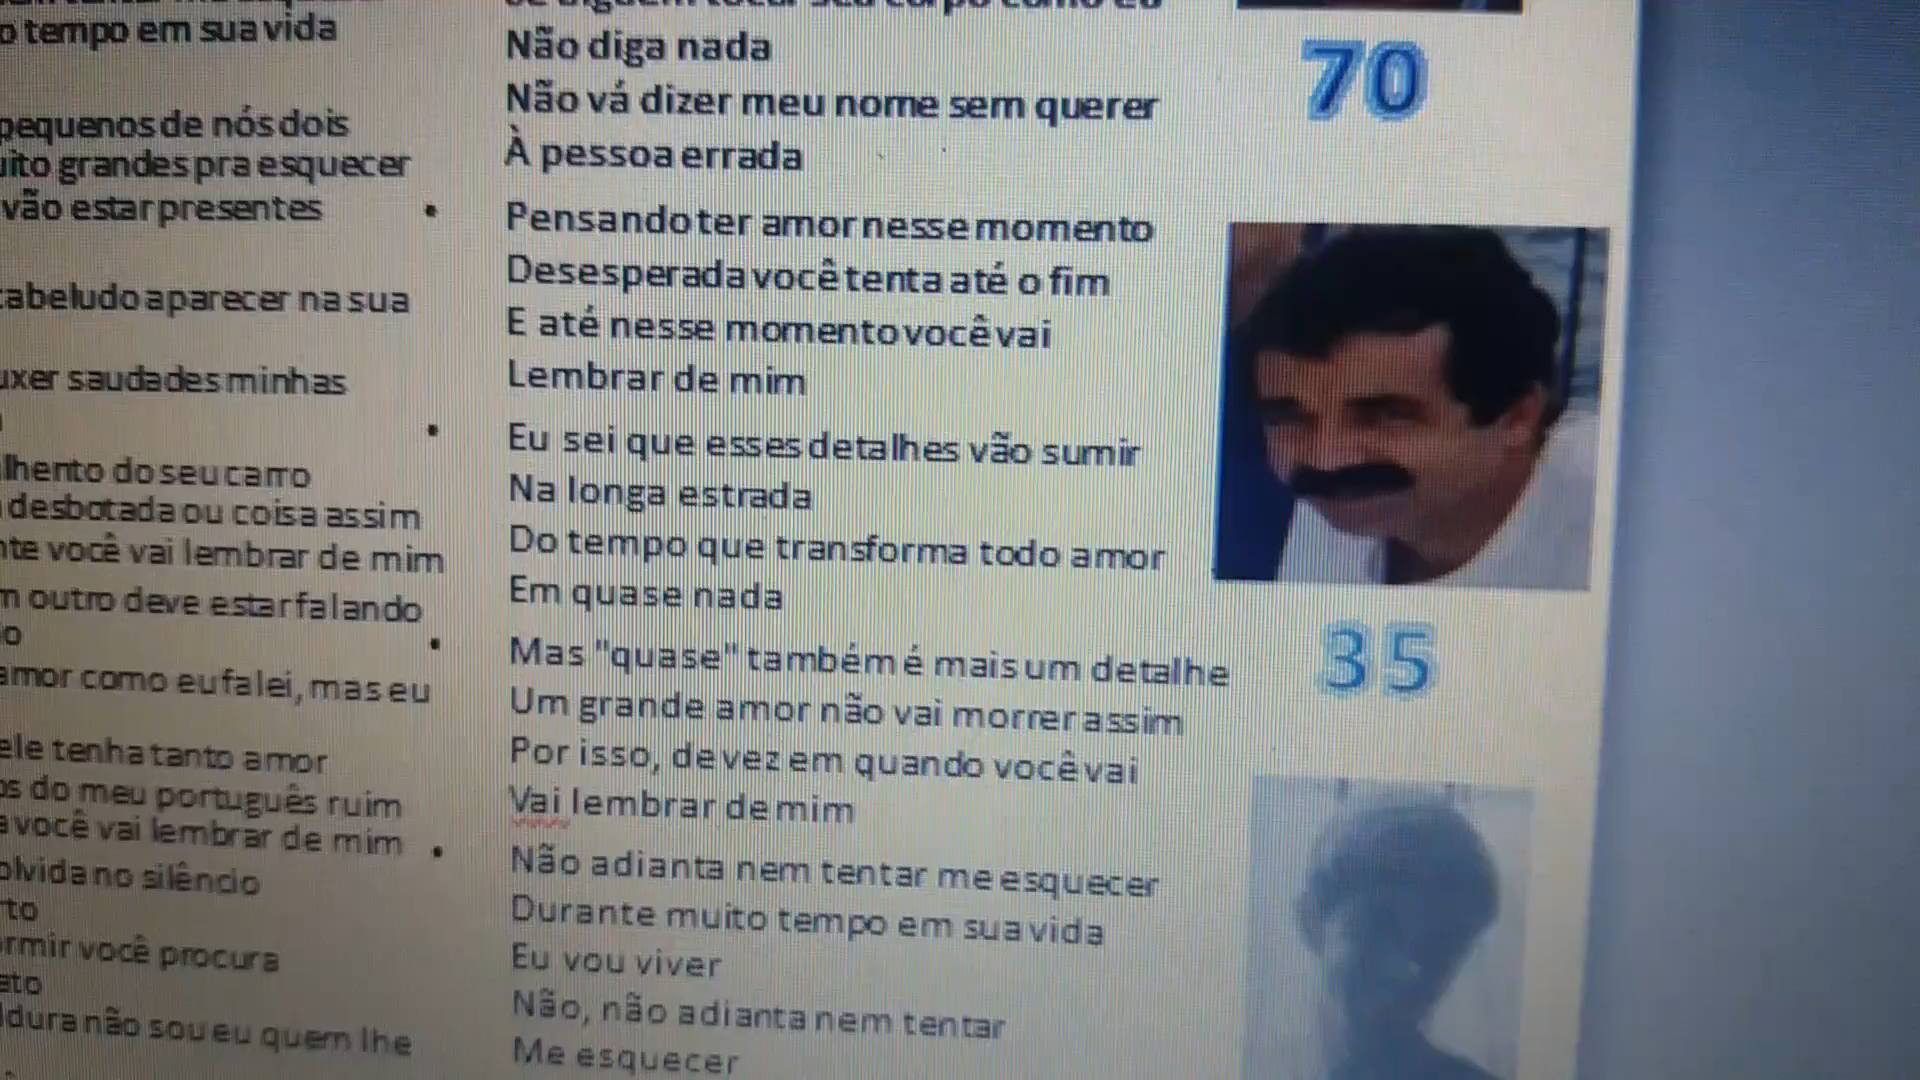 o tempo em sua vida
pequenos de nós dois
uito grandes pra esquecer
vão estar presentes
cabeludo aparecer na sua
uxer saudades minhas
lhento do seu carro
desbotada ou coisa assim
nte você vai lembrar de mim
m outro deve estar falando
o
amor como eu falei, mas eu
ele tenha tanto amor
os do meu português ruim
a você vai lembrar de mim
olvida no silêncio
rto
ormir você procura
ato
ldura não sou eu quem lhe
Não diga nada
Não vá dizer meu nome sem querer
À pessoa errada
Pensando ter amor nesse momento
Desesperada você tenta até o fim
E até nesse momento você vai
Lembrar de mim
Eu sei que esses detalhes vão sumir
Na longa estrada
Do tempo que transforma todo amor
Em quase nada
Mas "quase" também é mais um detalhe
Um grande amor não vai morrer assim
Por isso, de vez em quando você vai
Vai lembrar de mim
Não adianta nem tentar me esquecer
Durante muito tempo em sua vida
Eu vou viver
Não, não adianta nem tentar
Me esquecer
70
35